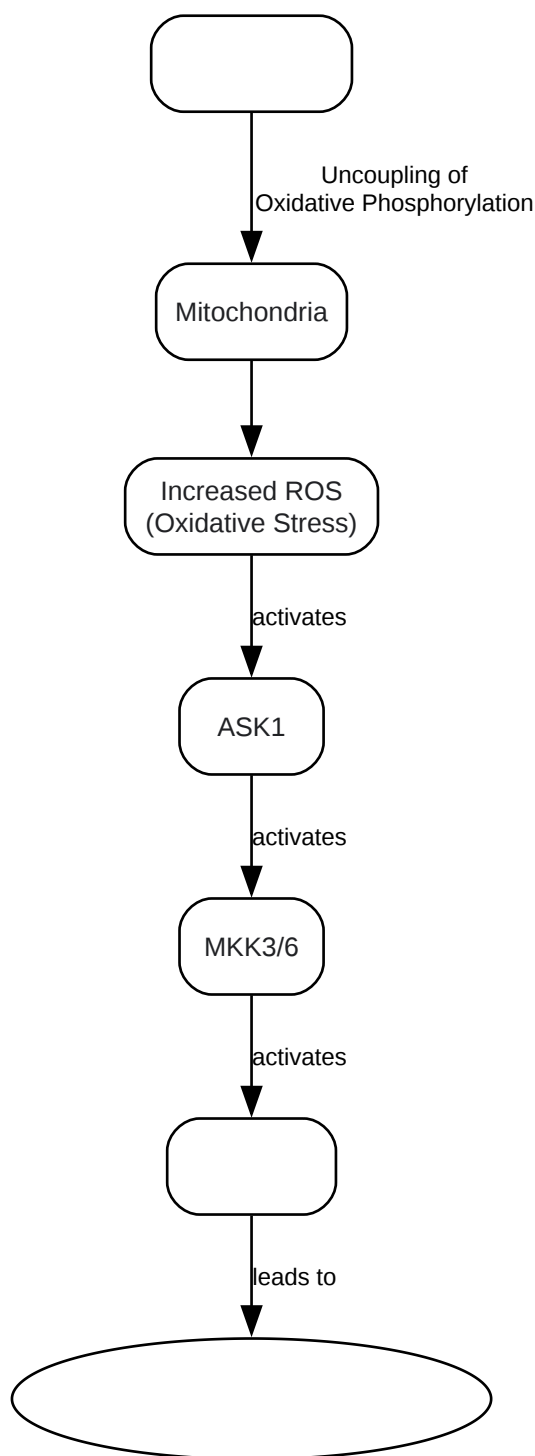 Uncoupling of
Oxidative Phosphorylation
Mitochondria
Increased ROS
(Oxidative Stress)
activates
ASK1
activates
MKK3/6
activates
leads to